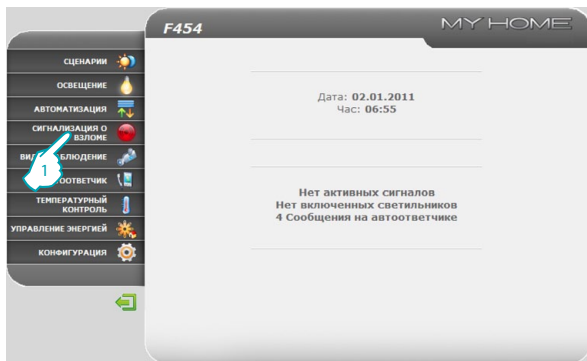 F454
MY HOME
СЦЕНАРИИ
ОСВЕЩЕНИЕ
АВТОМАТИЗАЦИЯ
СИГНАЛИЗАЦИЯ О
ВЗЛОМЕ
БЛЮДЕНИЕ
1
ТЕМПЕРАТУРНЫЙ
КОНТРОЛЬ
УПРАВЛЕНИЕ ЭНЕРГИЕЙ
КОНФИГУРАЦИЯ
Дата: 02.01.2011
Час: 06:55
Нет активных сигналов
Нет включенных светильников
4 Сообщения на автоответчике